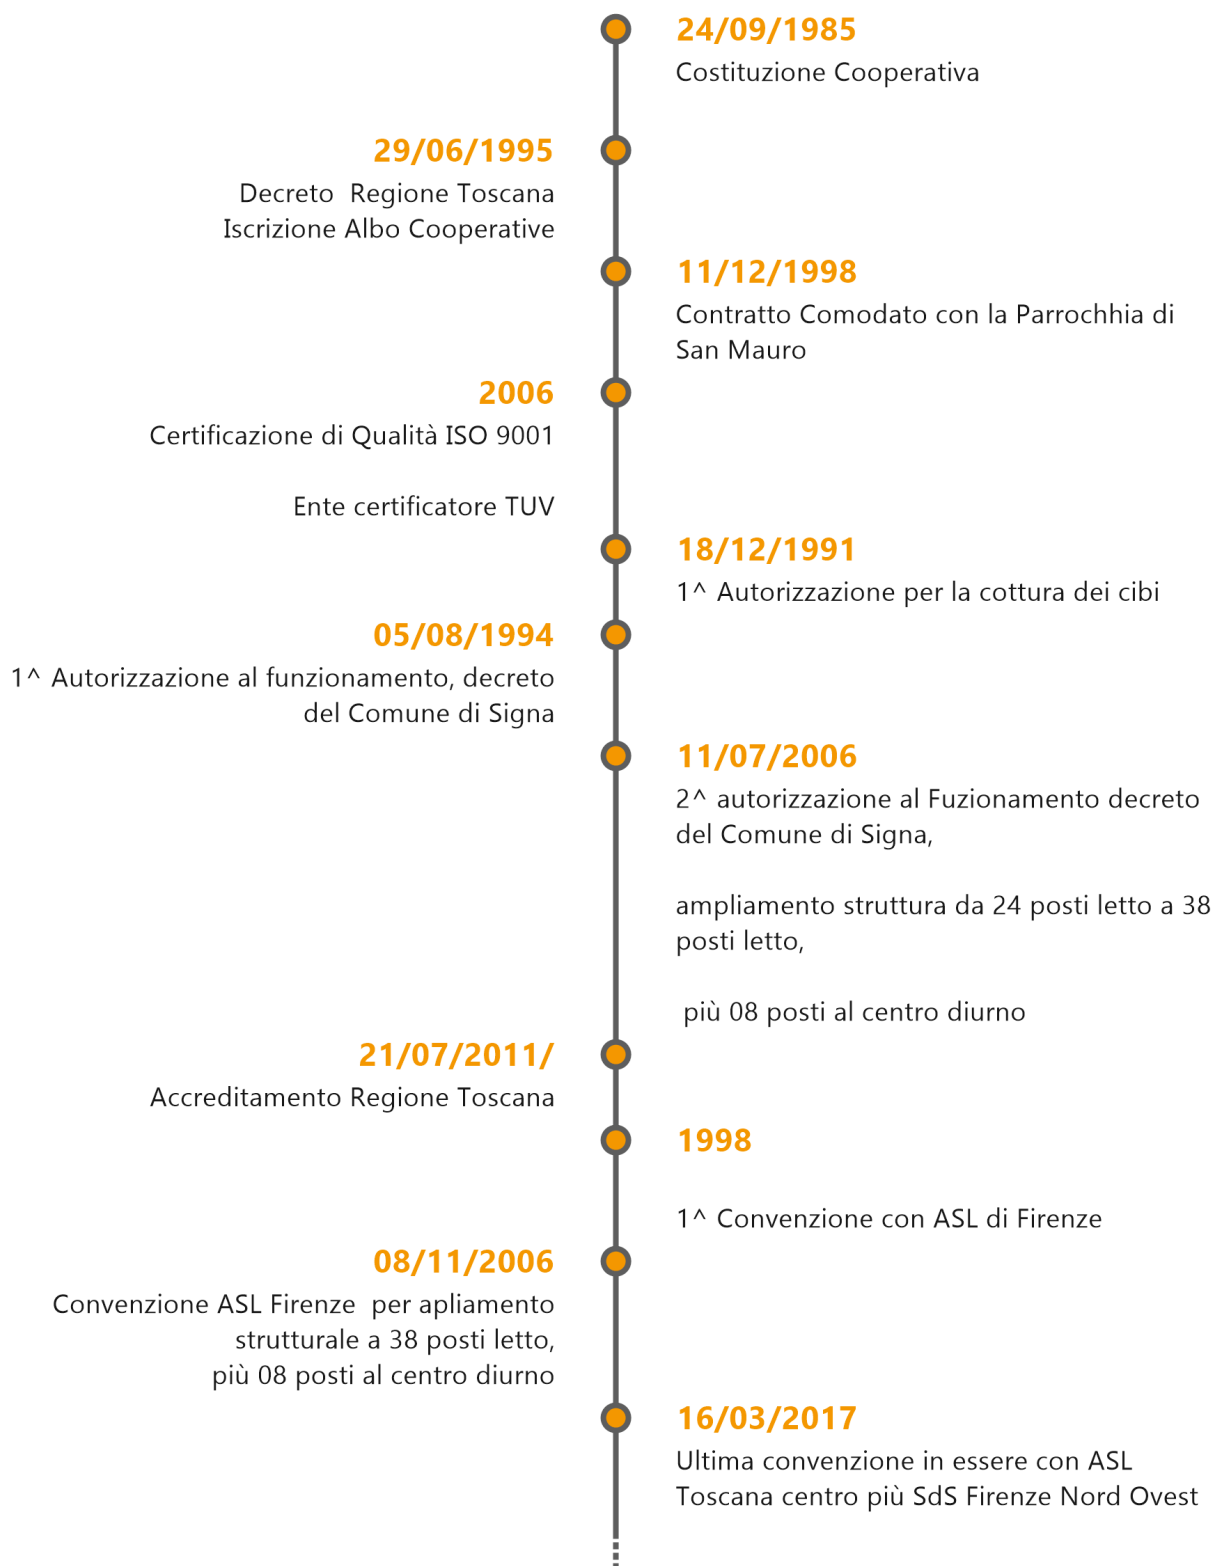 24/09/1985
Costituzione Cooperativa
29/06/1995
Decreto  Regione Toscana
Iscrizione Albo Cooperative
11/12/1998
Contratto Comodato con la Parrochhia di
San Mauro
2006
Certificazione di Qualità ISO 9001
Ente certificatore TUV
18/12/1991
1^ Autorizzazione per la cottura dei cibi
05/08/1994
1^ Autorizzazione al funzionamento, decreto
del Comune di Signa
11/07/2006
2^ autorizzazione al Fuzionamento decreto
del Comune di Signa,
ampliamento struttura da 24 posti letto a 38
posti letto,
più 08 posti al centro diurno
21/07/2011/
Accreditamento Regione Toscana
1998
1^ Convenzione con ASL di Firenze
08/11/2006
Convenzione ASL Firenze  per apliamento
strutturale a 38 posti letto,
più 08 posti al centro diurno
16/03/2017
Ultima convenzione in essere con ASL
Toscana centro più SdS Firenze Nord Ovest